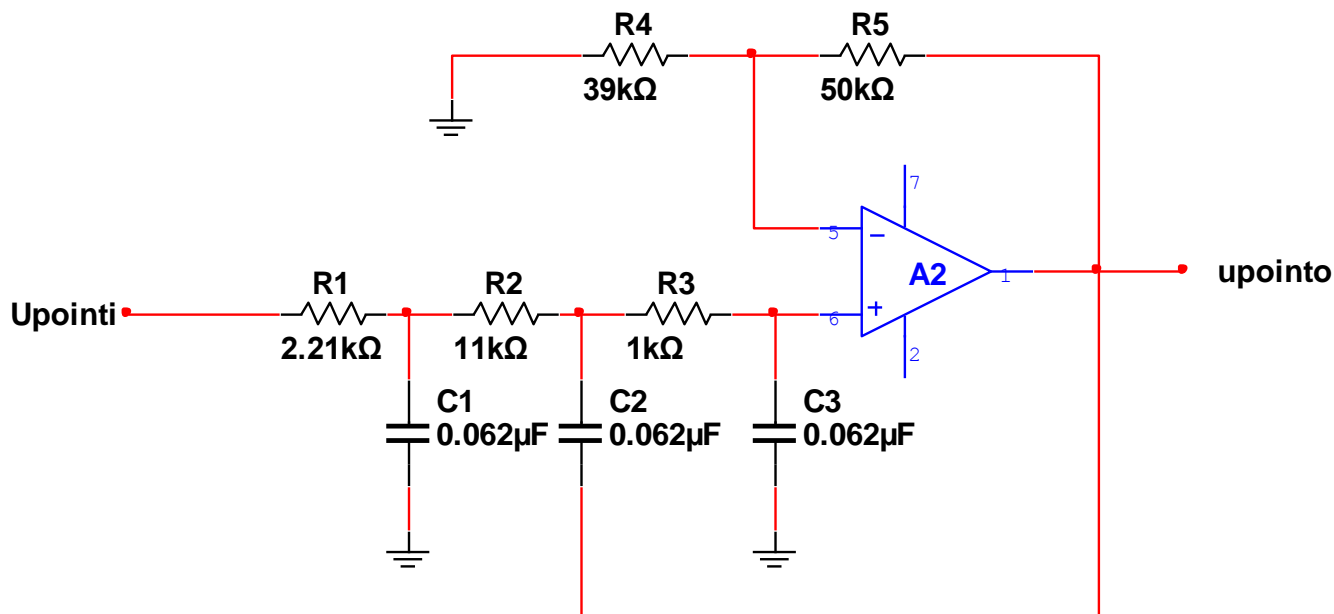 R4
R5
39kΩ
50kΩ
7
5
−
A2
1
upointo
R1
R2
R3
Upointi
+
6
2.21kΩ
11kΩ
1kΩ
2
C1
C2
C3
0.062µF
0.062µF
0.062µF